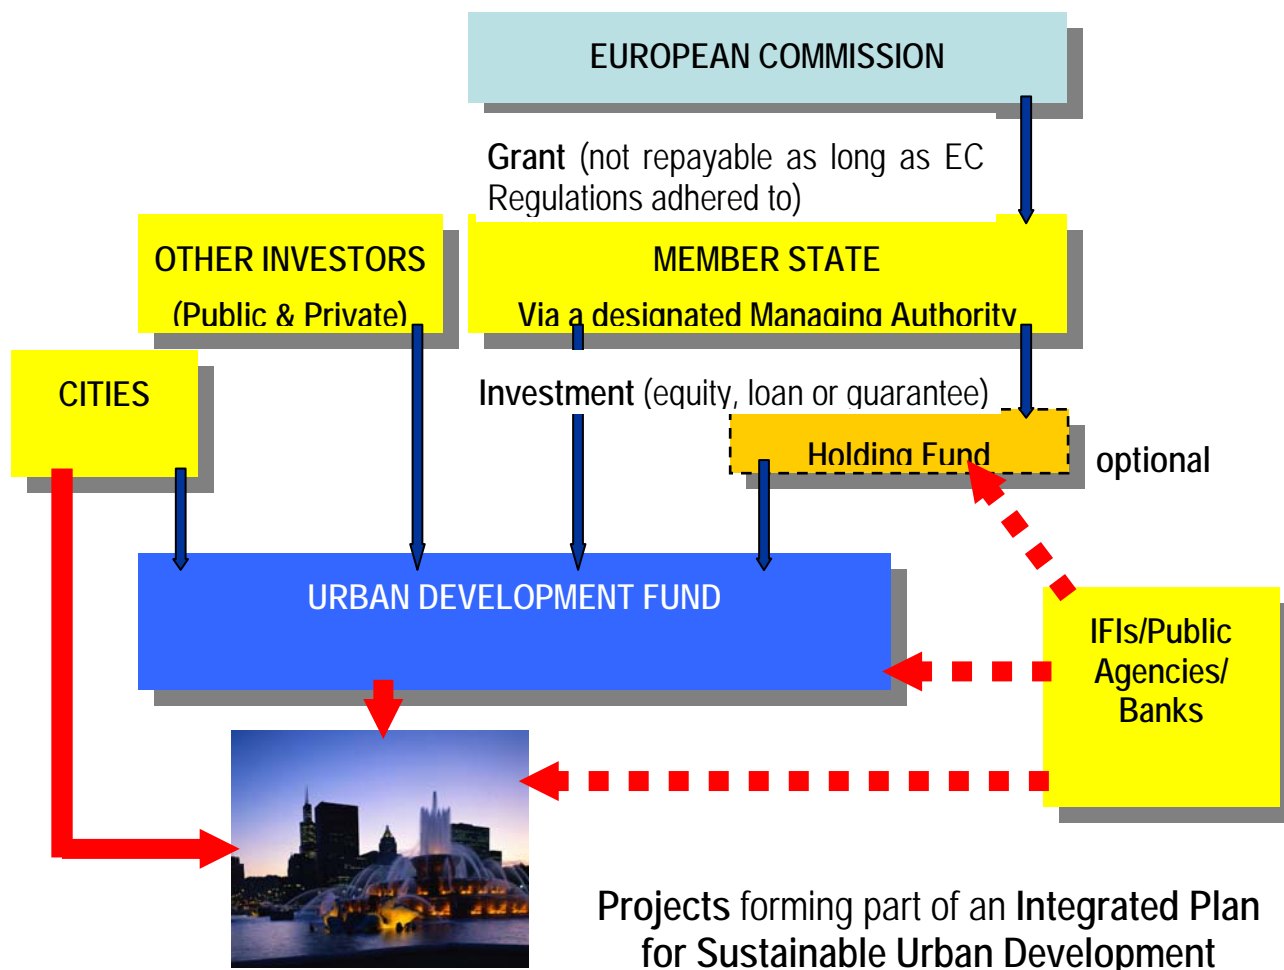 EUROPEAN COMMISSION
Grant (not repayable as long as EC
Regulations adhered to)
OTHER INVESTORS
(Public & Private)
MEMBER STATE
Via a designated Managing Authority
CITIES
Investment (equity, loan or guarantee)
Holding Fund
optional
URBAN DEVELOPMENT FUND
IFIs/Public
Agencies/
Banks
Projects forming part of an Integrated Plan
for Sustainable Urban Development